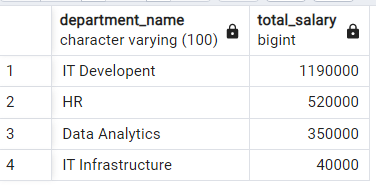 department_name total_salary
character varying (100) bigint
1 IT Developent 1190000
2 HR 520000
3 Data Analytics 350000
4 IT Infrastructure 40000